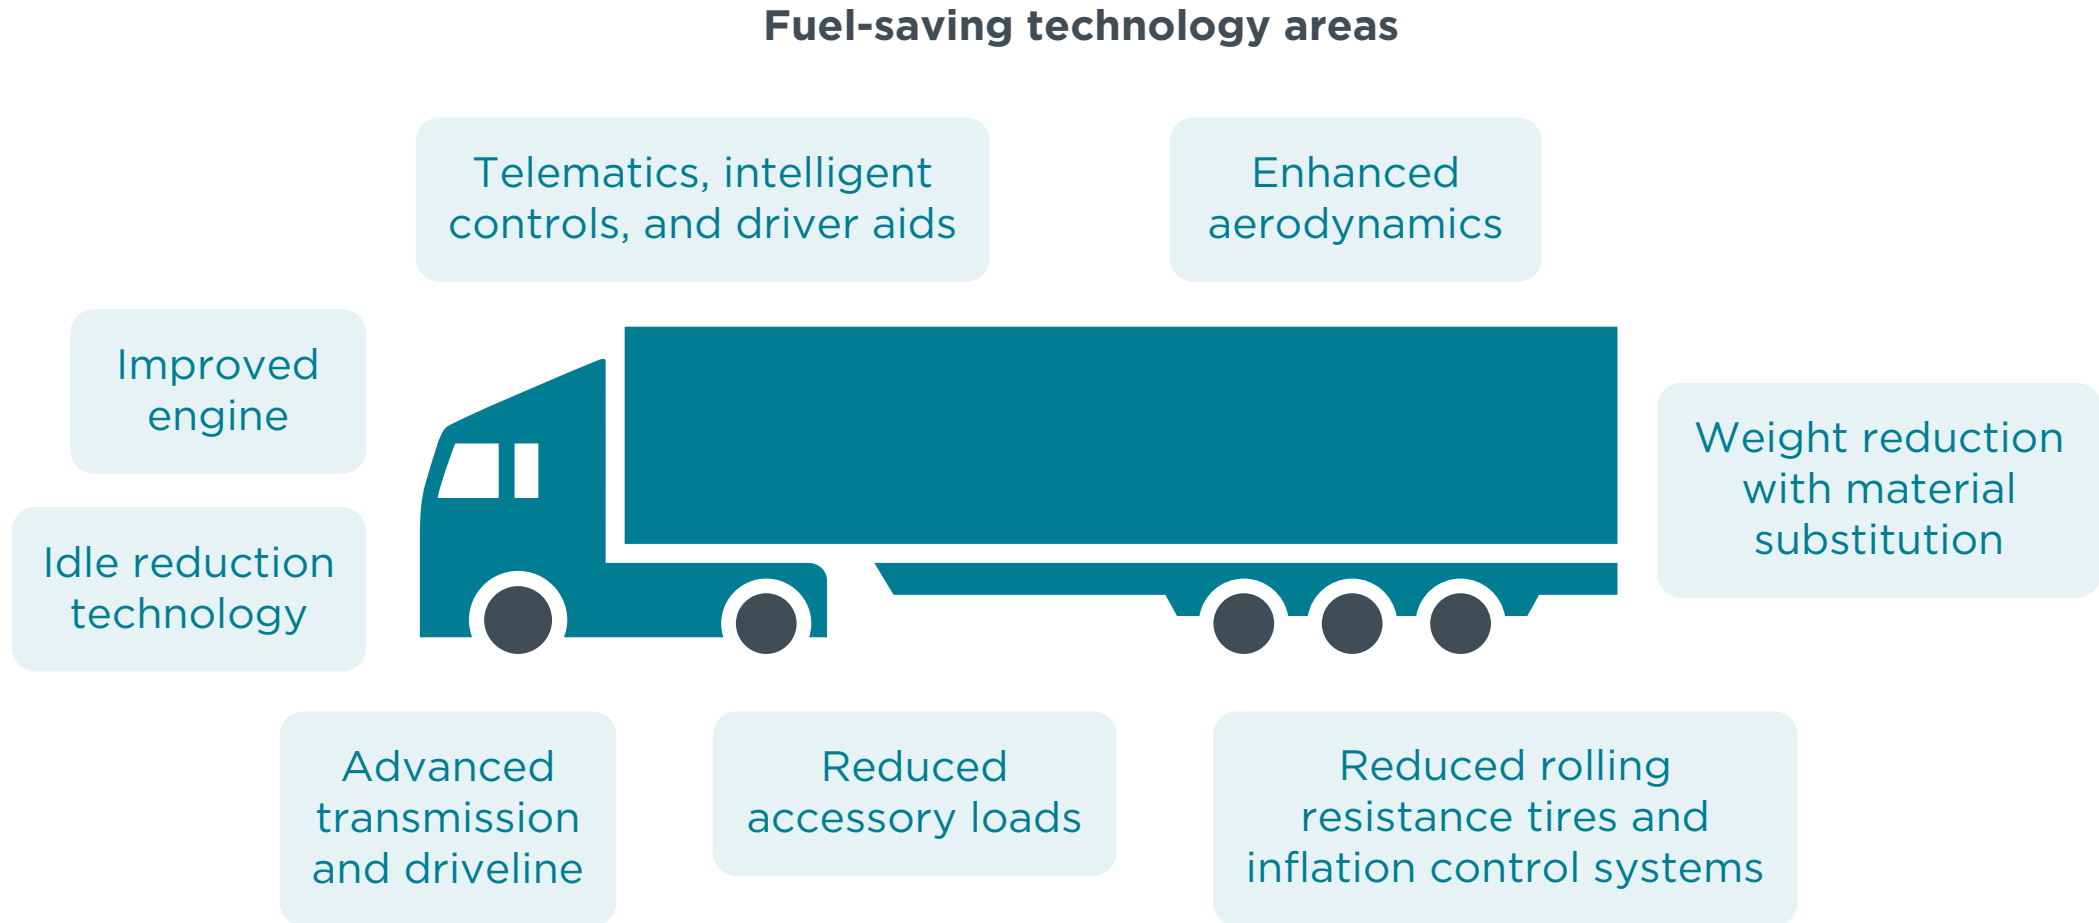 Fuel-saving technology areas
Telematics, intelligent
controls, and driver aids
Enhanced
aerodynamics
Improved
engine
Idle reduction
technology
Weight reduction
with material
substitution
Advanced
transmission
and driveline
Reduced
accessory loads
Reduced rolling
resistance tires and
inflation control systems